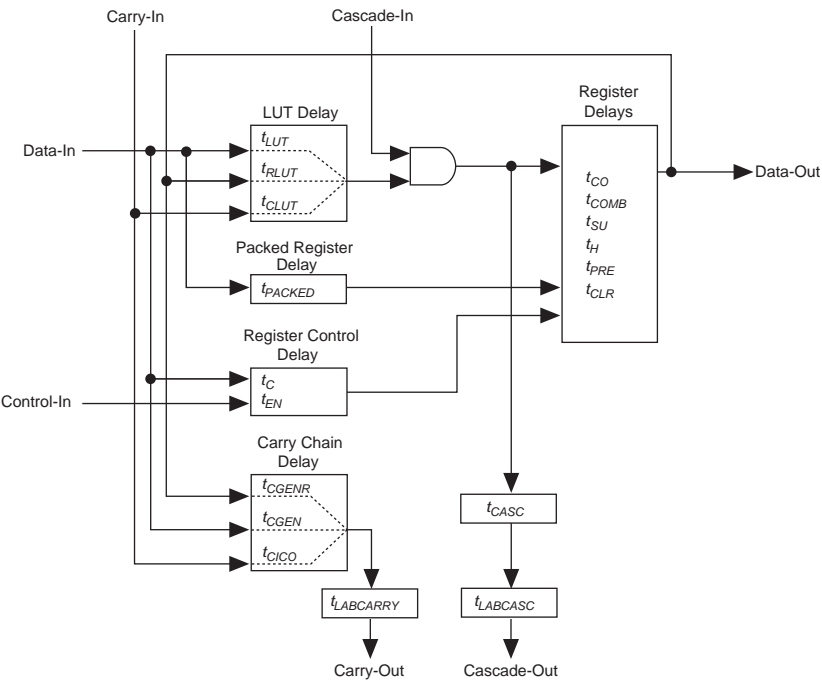 Carry-In
Cascade-In
Register
Delays
LUT Delay
Data-In
tLUT
tRLUT
tCLUT
tCO
tCOMB
tSU
tH
tPRE
tCLR
Data-Out
Packed Register
Delay
tPACKED
Register Control
Delay
tC
tEN
Control-In
Carry Chain
Delay
tCGENR
tCGEN
tCICO
tCASC
tLABCARRY
tLABCASC
Carry-Out
Cascade-Out